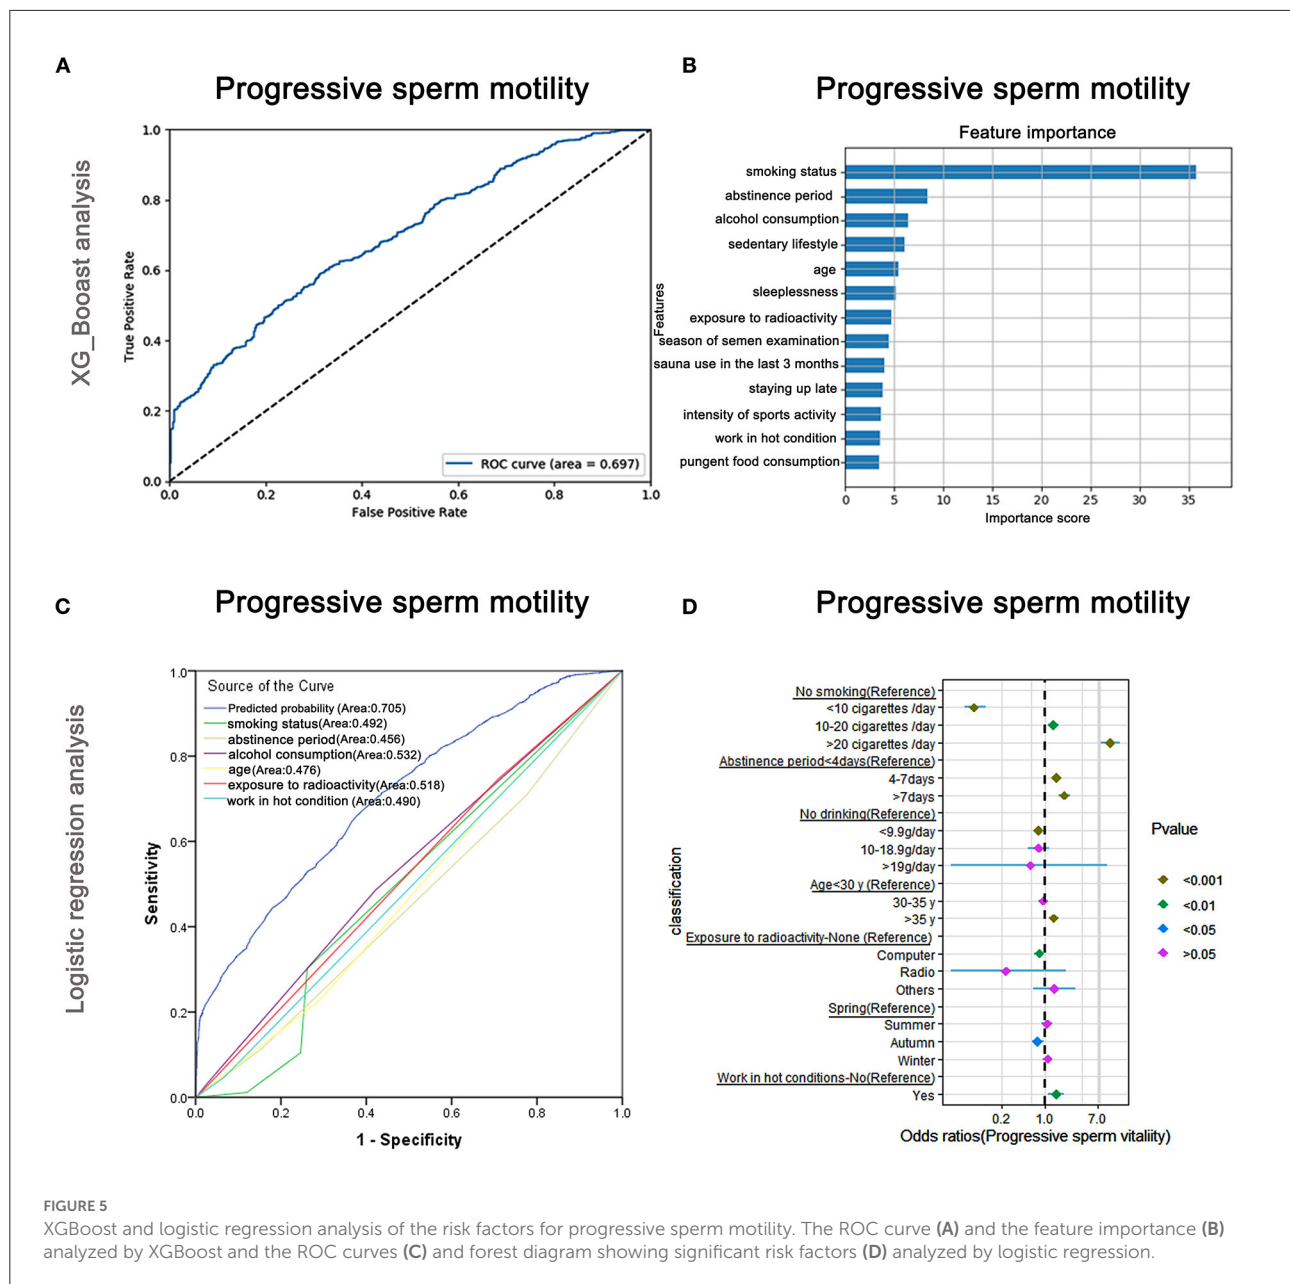 A
Progressive sperm motility
XG_Booast analysis
True Positive Rate
1.0
0.8
0.6
0.4
0.2
0.0
ROC curve (area = 0.697)
0.0 0.2 0.4 0.6 0.8 1.0
False Positive Rate
B
Progressive sperm motility
Feature importance
Features
smoking status
abstinence period
alcohol consumption
sedentary lifestyle
age
sleeplessness
exposure to radioactivity
season of semen examination
sauna use in the last 3 months
staying up late
intensity of sports activity
work in hot condition
pungent food consumption
0 5 10 15 20 25 30 35
Importance score
C
Progressive sperm motility
Logistic regression analysis
Sensitivity
1.0
0.8
0.6
0.4
0.2
0.0
Source of the Curve
Predicted probability (Area:0.705)
smoking status(Area:0.492)
abstinence period(Area:0.456)
alcohol consumption(Area:0.532)
age(Area:0.476)
exposure to radioactivity(Area:0.518)
work in hot condition (Area:0.490)
0.0 0.2 0.4 0.6 0.8 1.0
1 - Specificity
D
Progressive sperm motility
classification
No smoking(Reference)
<10 cigarettes /day
10-20 cigarettes /day
>20 cigarettes /day
Abstinence period<4days(Reference)
4-7days
>7days
No drinking(Reference)
<9.9g/day
10-18.9g/day
>19g/day
Age<30 y (Reference)
30-35 y
>35 y
Exposure to radioactivity-None (Reference)
Computer
Radio
Others
Spring(Reference)
Summer
Autumn
Winter
Work in hot conditions-No(Reference)
Yes
0.2 1.0 7.0
Odds ratios(Progressive sperm vitaliity)
Pvalue
<0.001
<0.01
<0.05
>0.05
FIGURE 5
XGBoost and logistic regression analysis of the risk factors for progressive sperm motility. The ROC curve (A) and the feature importance (B)
analyzed by XGBoost and the ROC curves (C) and forest diagram showing significant risk factors (D) analyzed by logistic regression.